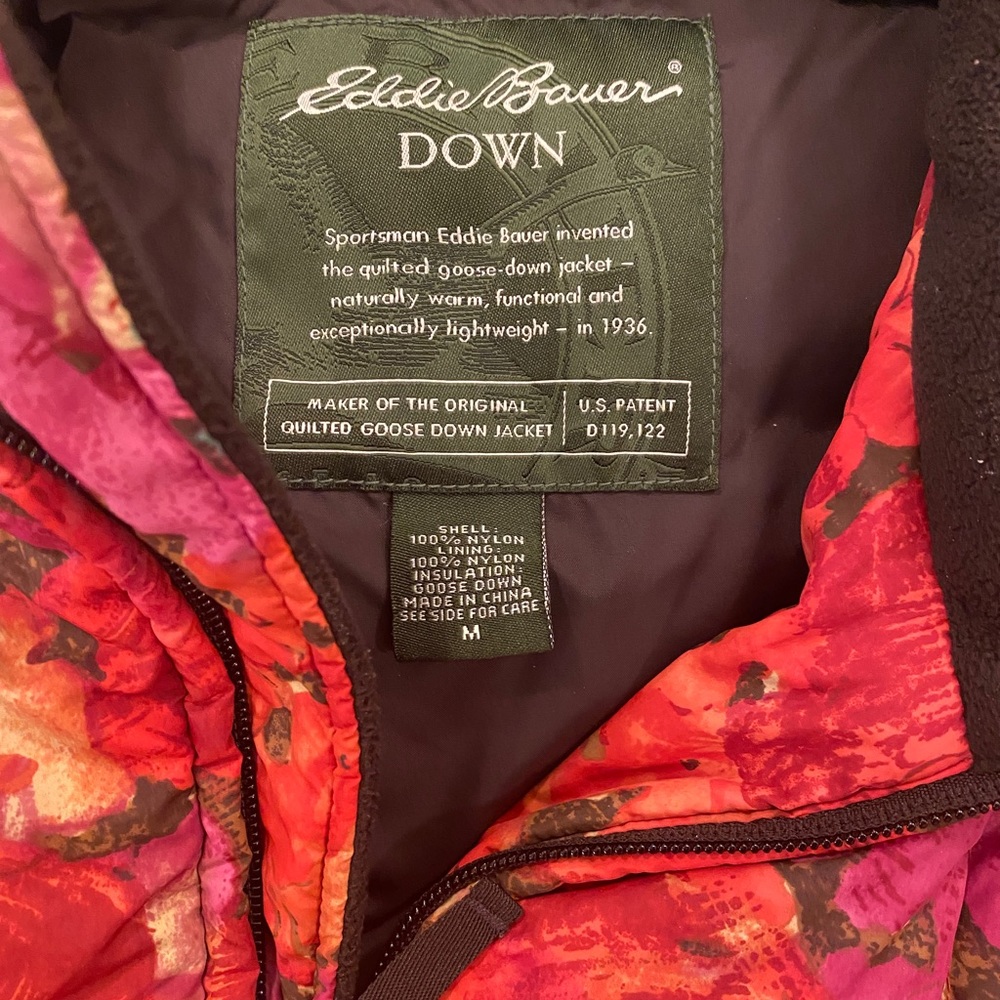 Eddie Bauer®
DOWN
Sportsman Eddie Bauer invented
the quilted goose-down jacket –
naturally warm, functional and
exceptionally lightweight – in 1936.
MAKER OF THE ORIGINAL
QUILTED GOOSE DOWN JACKET
U.S. PATENT
D119,122
SHELL:
100% NYLON
LINING:
100% NYLON
INSULATION:
GOOSE DOWN
MADE IN CHINA
SEE SIDE FOR CARE
M